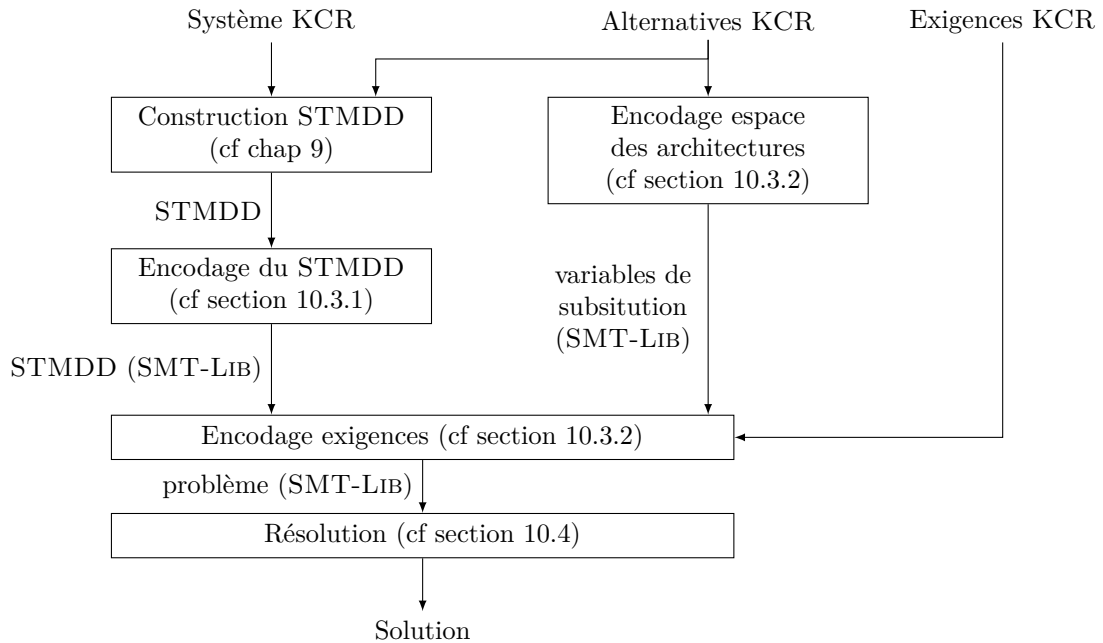 Système KCR
Alternatives KCR
Exigences KCR
Construction STMDD
(cf chap 9)
Encodage espace
des architectures
(cf section 10.3.2)
STMDD
Encodage du STMDD
(cf section 10.3.1)
variables de
subsitution
(SMT-LIB)
STMDD (SMT-LIB)
Encodage exigences (cf section 10.3.2)
problème (SMT-LIB)
Résolution (cf section 10.4)
Solution